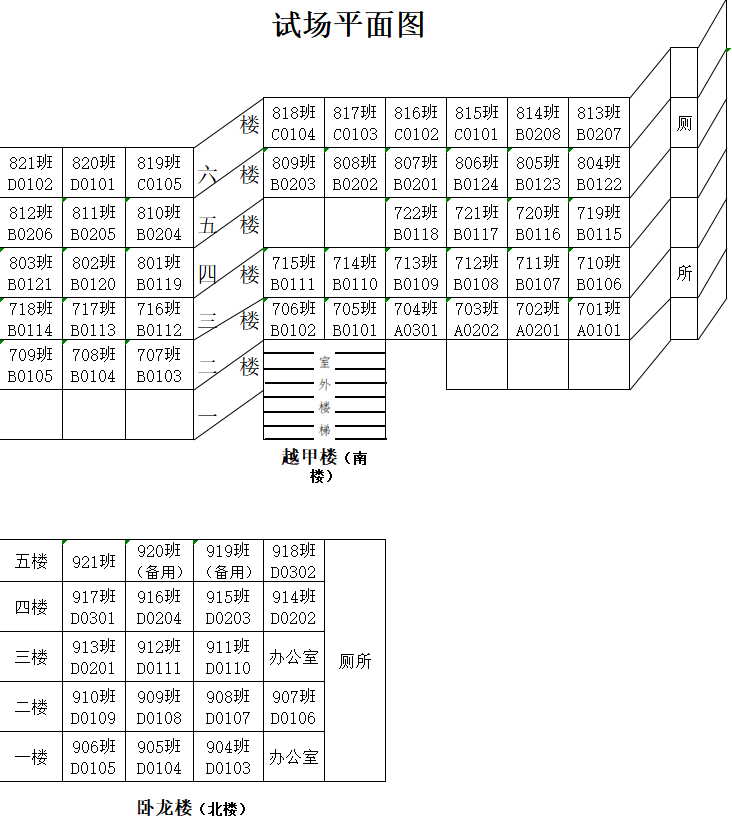 试场平面图
楼 818班 817班 816班 815班 814班 813班 厕
C0104 C0103 C0102 C0101 B0208 B0207
821班 820班 819班 六 楼 809班 808班 807班 806班 805班 804班
D0102 D0101 C0105 B0203 B0202 B0201 B0124 B0123 B0122
812班 811班 810班 五 楼 722班 721班 720班 719班
B0206 B0205 B0204 B0118 B0117 B0116 B0115
803班 802班 801班 四 楼 715班 714班 713班 712班 711班 710班 所
B0121 B0120 B0119 B0111 B0110 B0109 B0108 B0107 B0106
718班 717班 716班 三 楼 706班 705班 704班 703班 702班 701班
B0114 B0113 B0112 B0102 B0101 A0301 A0202 A0201 A0101
709班 708班 707班 二 楼 室
B0105 B0104 B0103 外
一 楼
梯
越甲楼（南
楼）
五楼 921班 920班 919班 918班
（备用） （备用） D0302
四楼 917班 916班 915班 914班
D0301 D0204 D0203 D0202
三楼 913班 912班 911班 办公室 厕所
D0201 D0111 D0110
二楼 910班 909班 908班 907班
D0109 D0108 D0107 D0106
一楼 906班 905班 904班 办公室
D0105 D0104 D0103
卧龙楼（北楼）